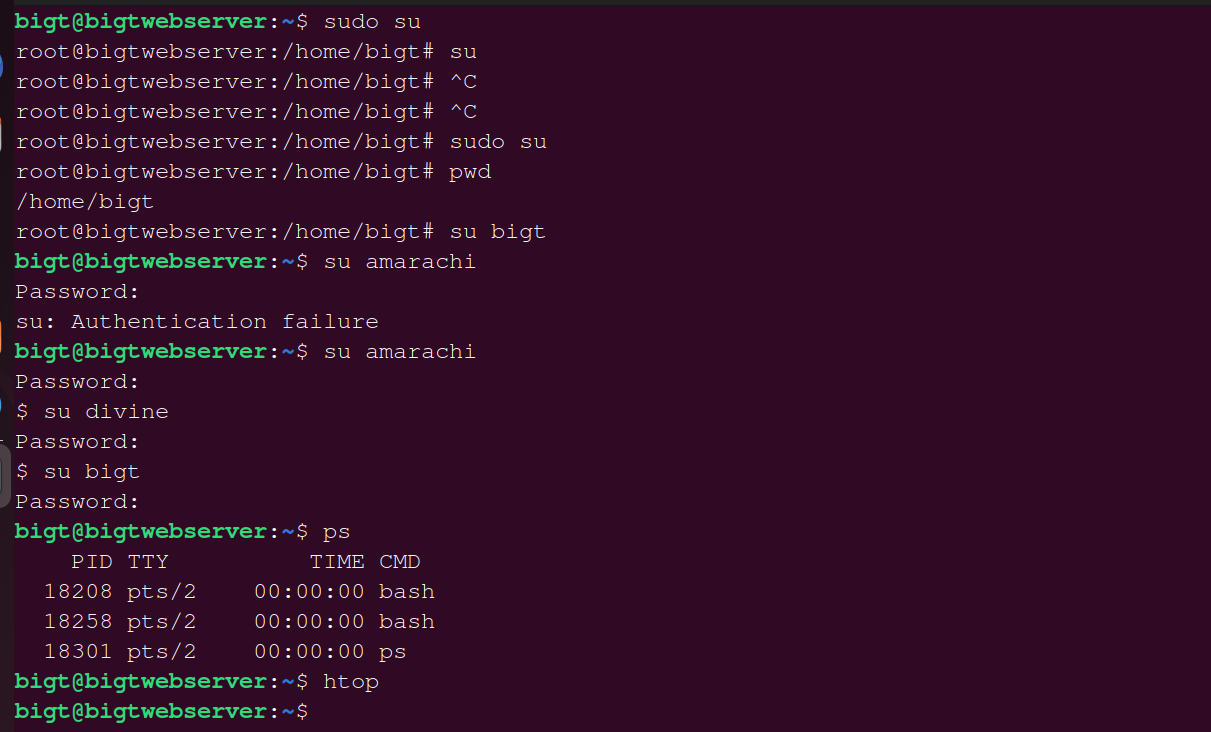 bigt@bigtwebserver:~$ sudo su
root@bigtwebserver:/home/bigt# su
root@bigtwebserver:/home/bigt# ^C
root@bigtwebserver:/home/bigt# ^C
root@bigtwebserver:/home/bigt# sudo su
root@bigtwebserver:/home/bigt# pwd
/home/bigt
root@bigtwebserver:/home/bigt# su bigt
bigt@bigtwebserver:~$ su amarachi
Password:
su: Authentication failure
bigt@bigtwebserver:~$ su amarachi
Password:
$ su divine
Password:
$ su bigt
Password:
bigt@bigtwebserver:~$ ps
    PID TTY          TIME CMD
  18208 pts/2    00:00:00 bash
  18258 pts/2    00:00:00 bash
  18301 pts/2    00:00:00 ps
bigt@bigtwebserver:~$ htop
bigt@bigtwebserver:~$